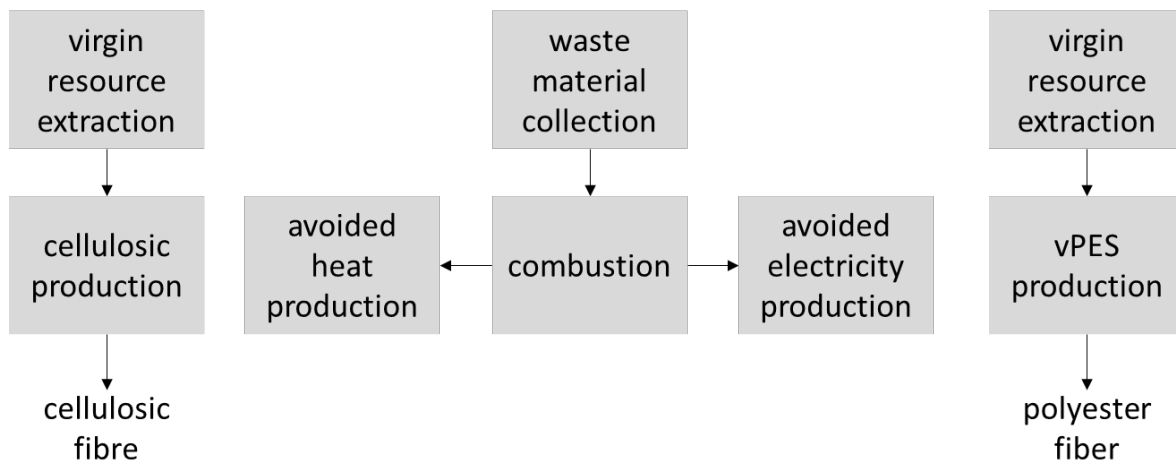 virgin
resource
extraction
waste
material
collection
virgin
resource
extraction
cellulosic
production
avoided
heat
production
combustion
avoided
electricity
production
vPES
production
cellulosic
fibre
polyester
fiber